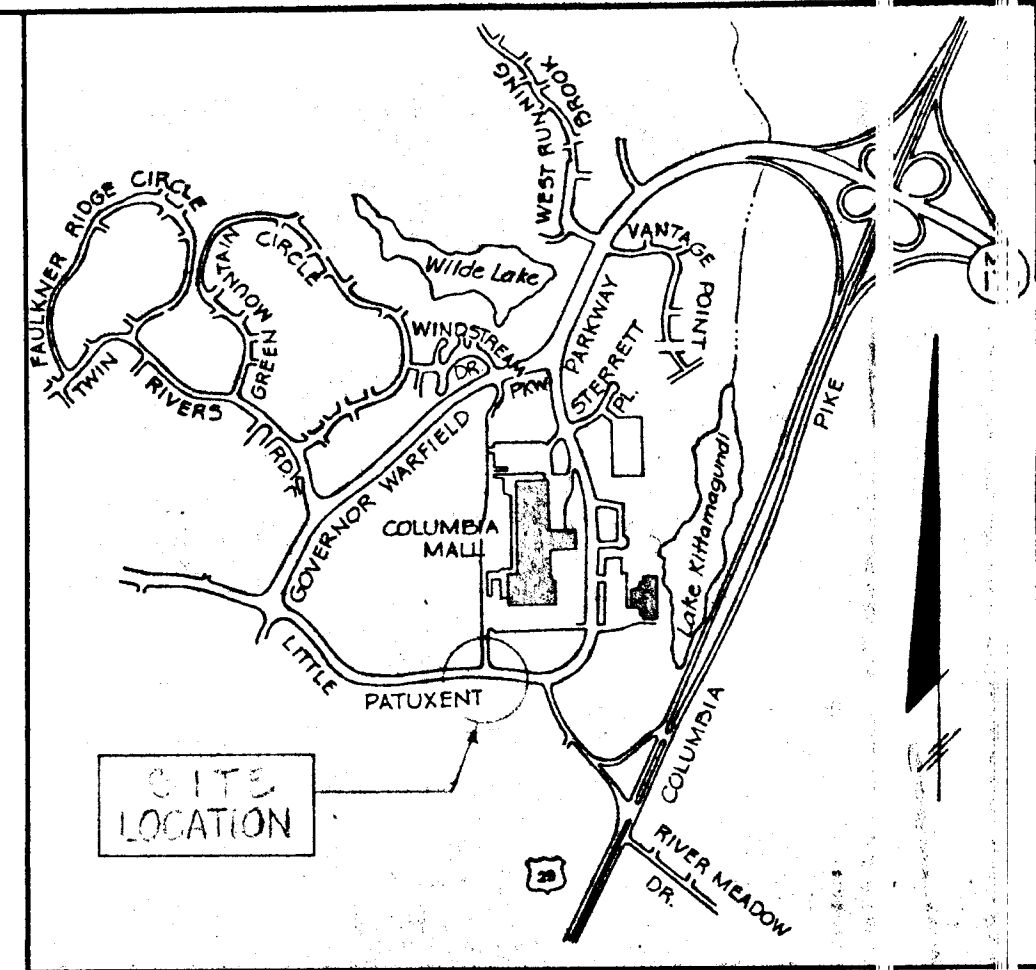 WEST RUNNING
BROOK
FAULKNER RIDGE CIRCLE
GREEN MOUNTAIN
CIRCLE
Wilde Lake
VANTAGE
POINT
WINDSTREAM
DR.
PKWY
PARKWAY
STERRETT
PL.
TWIN
RIVERS
RD.
GOVERNOR WARFIELD
COLUMBIA
MALL
Lake Kittamagundi
PIKE
COLUMBIA
LITTLE
PATUXENT
SITE
LOCATION
29
RIVER MEADOW
DR.